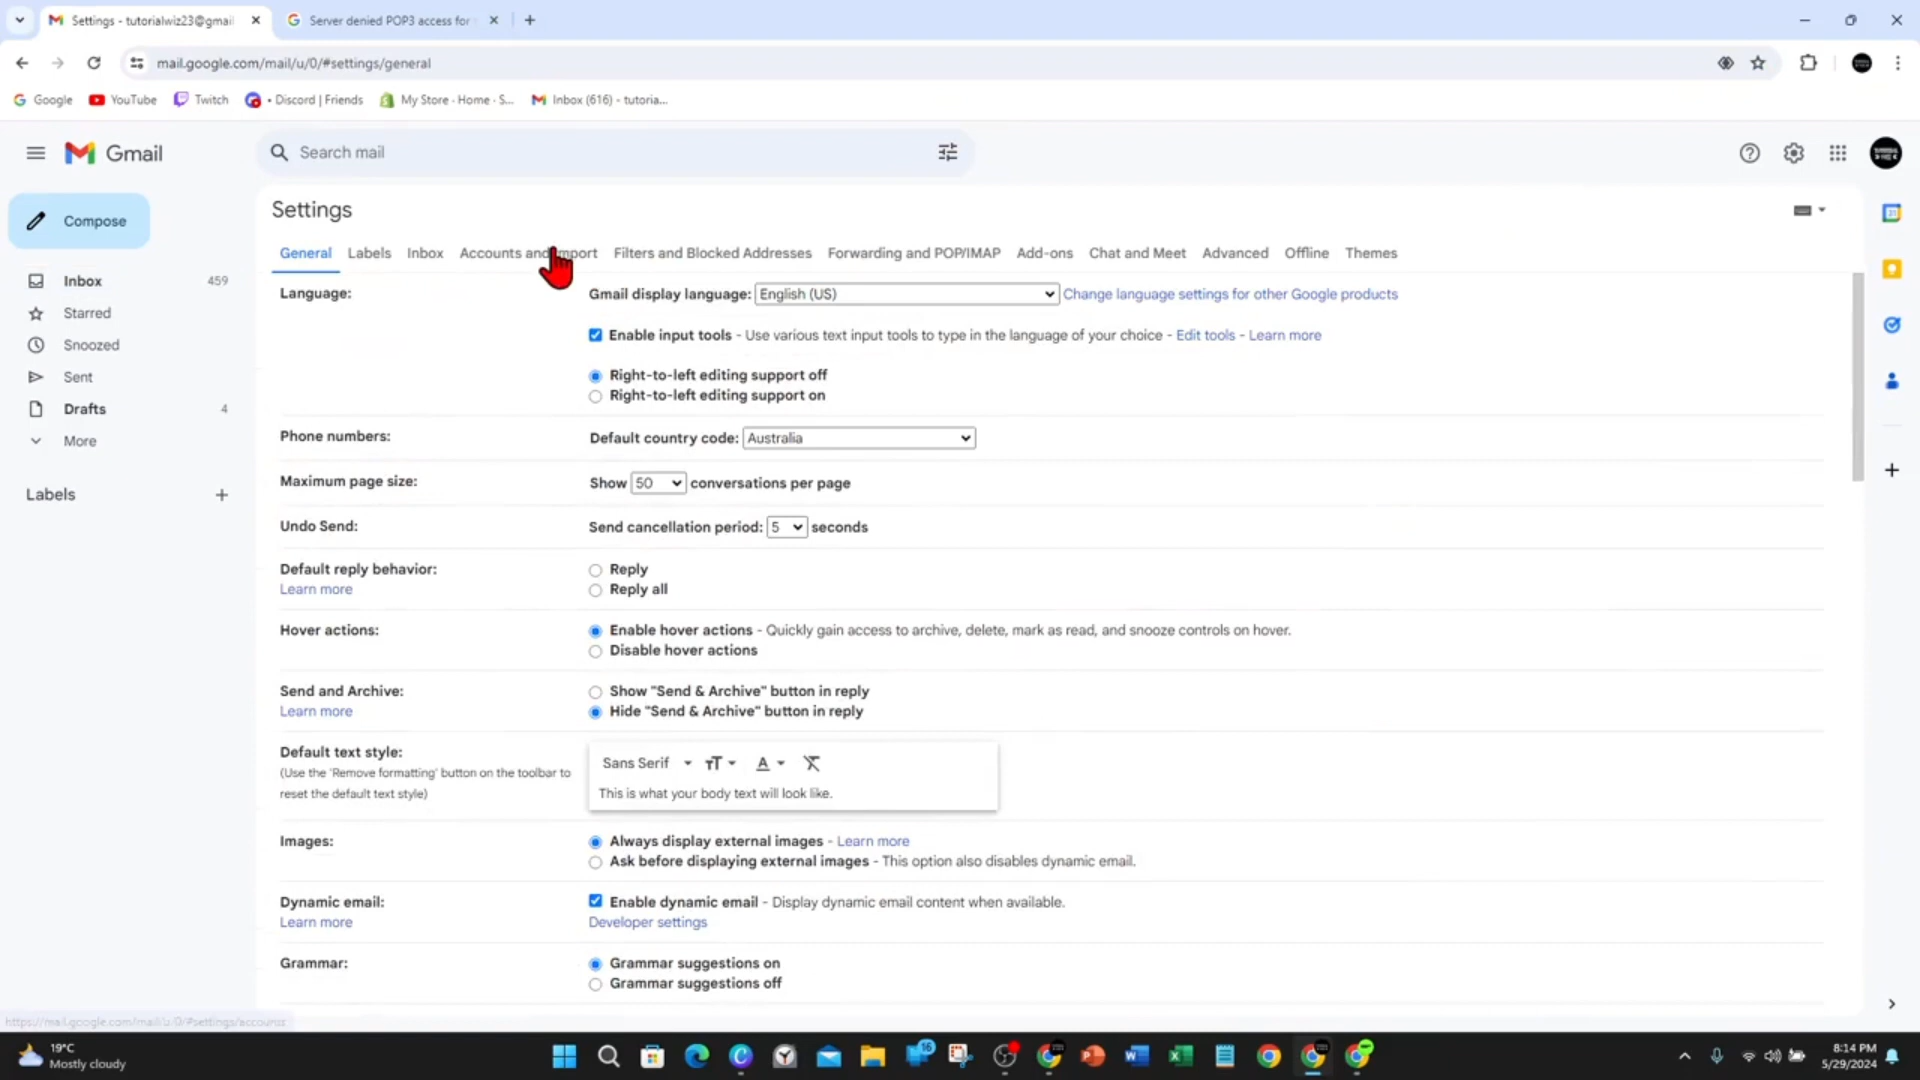 Settings - tutorialwiz23@gmail
Server denied POP3 access for
mail.google.com/mail/u/0/#settings/general
Google
YouTube
Twitch
• Discord | Friends
My Store · Home · S...
Inbox (616) - tutoria...
Gmail
Search mail
Compose
Settings
General
Labels
Inbox
Accounts and Import
Filters and Blocked Addresses
Forwarding and POP/IMAP
Add-ons
Chat and Meet
Advanced
Offline
Themes
Inbox 459
Starred
Snoozed
Sent
Drafts 4
More
Labels
Language:
Gmail display language: English (US) Change language settings for other Google products
Enable input tools - Use various text input tools to type in the language of your choice - Edit tools - Learn more
Right-to-left editing support off
Right-to-left editing support on
Phone numbers:
Default country code: Australia
Maximum page size:
Show 50 conversations per page
Undo Send:
Send cancellation period: 5 seconds
Default reply behavior:
Learn more
Reply
Reply all
Hover actions:
Enable hover actions - Quickly gain access to archive, delete, mark as read, and snooze controls on hover.
Disable hover actions
Send and Archive:
Learn more
Show "Send & Archive" button in reply
Hide "Send & Archive" button in reply
Default text style:
(Use the 'Remove formatting' button on the toolbar to
reset the default text style)
Sans Serif
This is what your body text will look like.
Images:
Always display external images - Learn more
Ask before displaying external images - This option also disables dynamic email.
Dynamic email:
Learn more
Enable dynamic email - Display dynamic email content when available.
Developer settings
Grammar:
Grammar suggestions on
Grammar suggestions off
https://mail.google.com/mail/u/0/#settings/accounts
19°C
Mostly cloudy
16
8:14 PM
5/29/2024